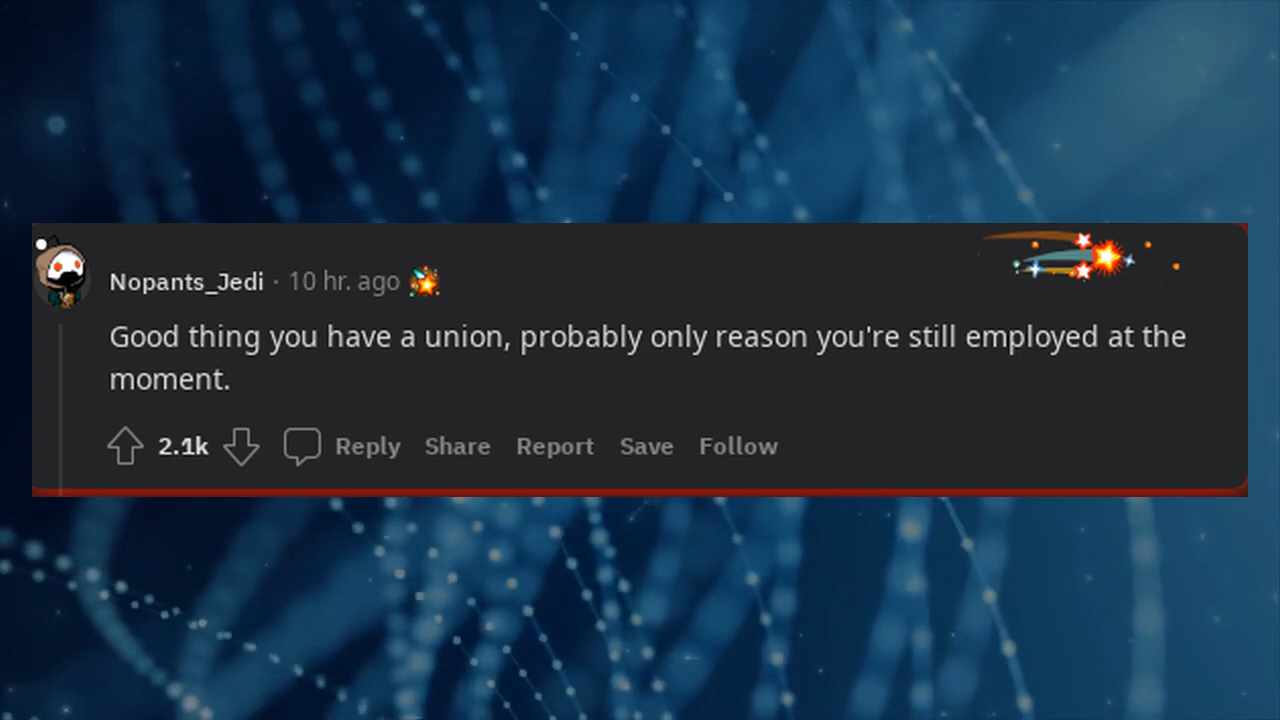 Nopants_Jedi · 10 hr. ago
Good thing you have a union, probably only reason you're still employed at the
moment.
2.1k Reply Share Report Save Follow